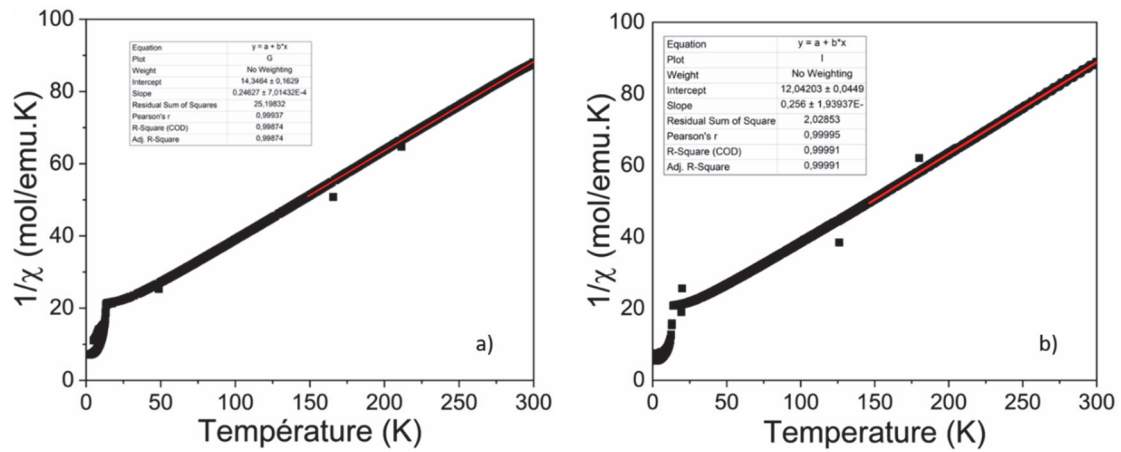 100
80
60
40
20
0
1/χ (mol/emu.K)
Equation y = a + b*x
Plot G
Weight No Weighting
Intercept 14,3464 ± 0,1629
Slope 0,24627 ± 7,01432E-4
Residual Sum of Squares 25,19832
Pearson's r 0,99937
R-Square (COD) 0,99874
Adj. R-Square 0,99874
a)
0 50 100 150 200 250 300
Température (K)
100
80
60
40
20
0
1/χ (mol/emu.K)
Equation y = a + b*x
Plot I
Weight No Weighting
Intercept 12,04203 ± 0,0449
Slope 0,256 ± 1,93937E-
Residual Sum of Square 2,02853
Pearson's r 0,99995
R-Square (COD) 0,99991
Adj. R-Square 0,99991
b)
0 50 100 150 200 250 300
Temperature (K)